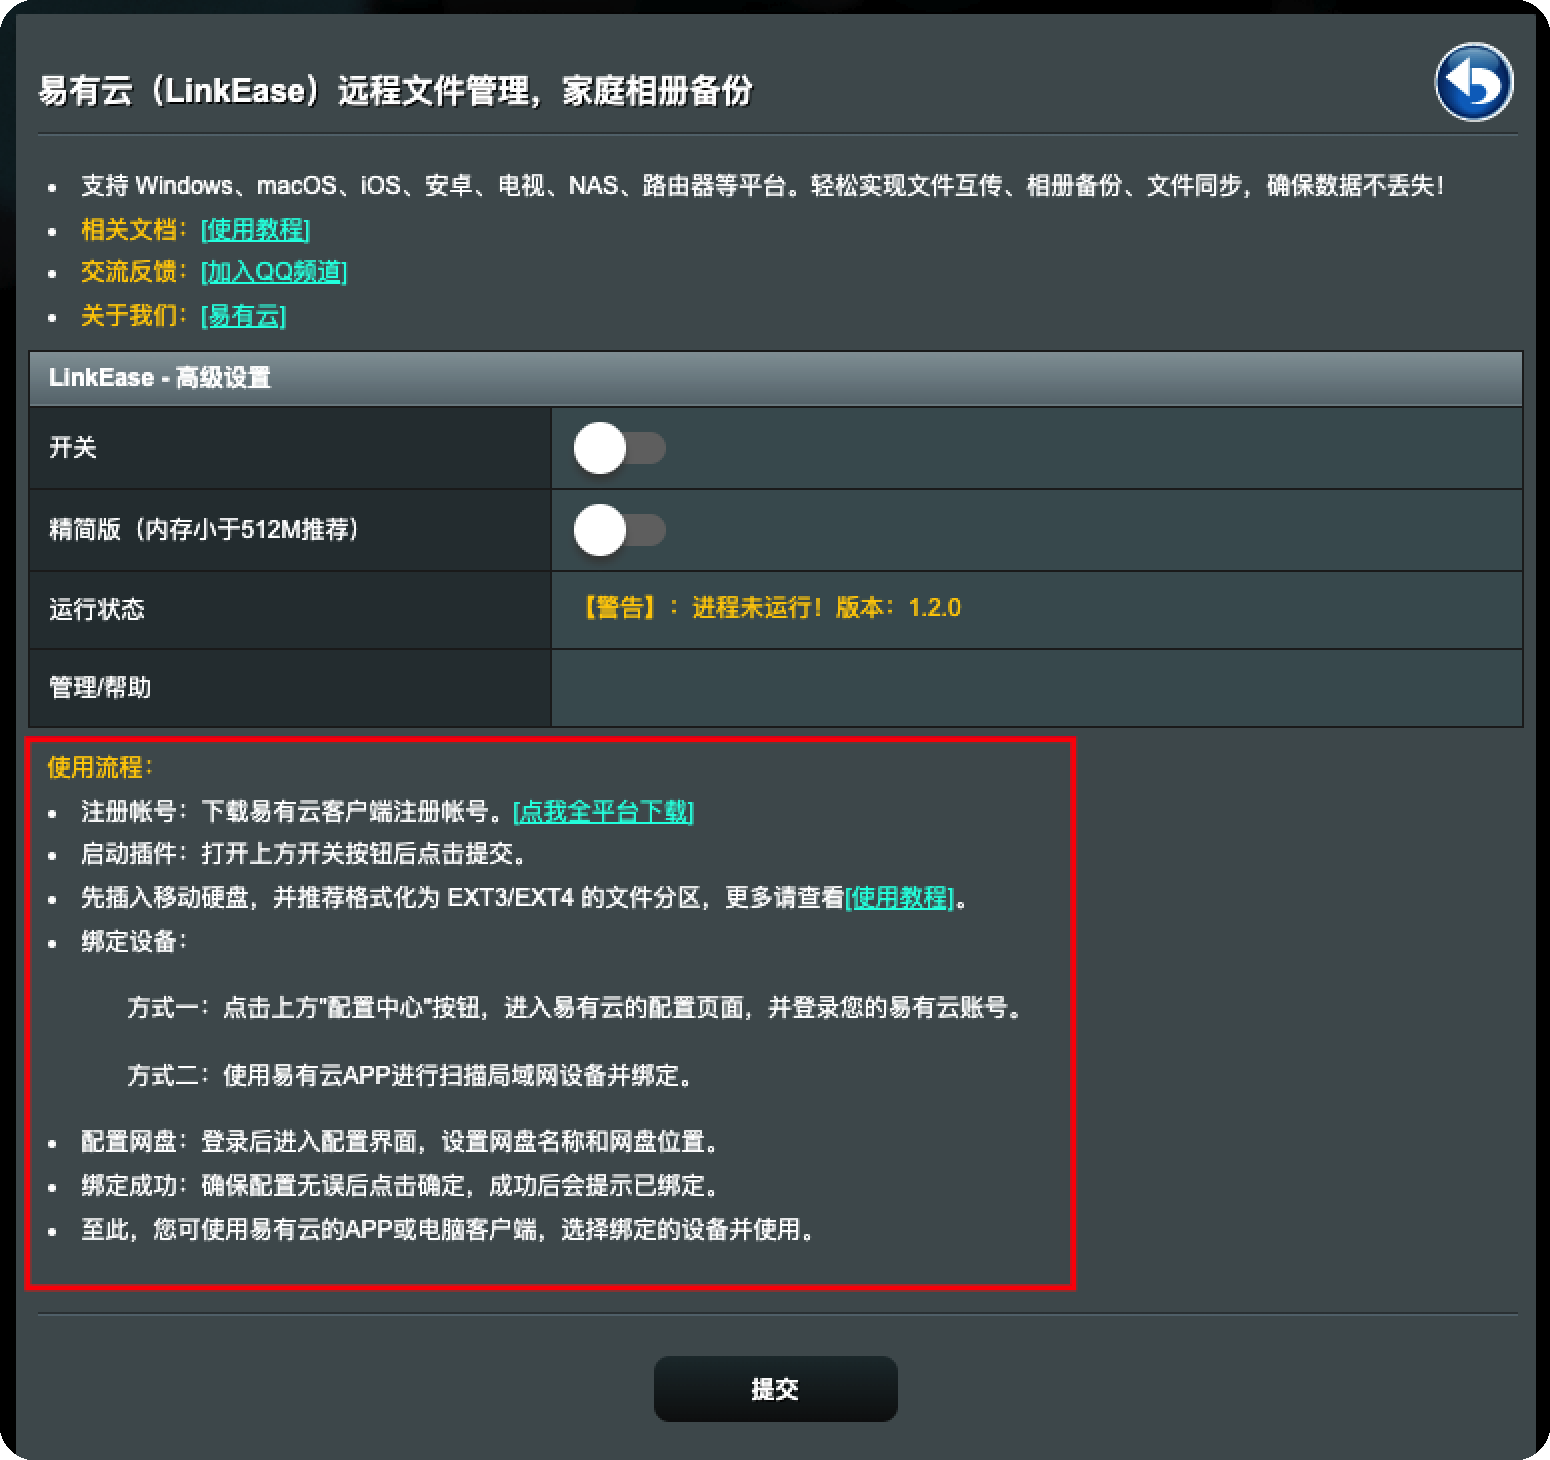 易有云（LinkEase）远程文件管理，家庭相册备份
支持 Windows、macOS、iOS、安卓、电视、NAS、路由器等平台。轻松实现文件互传、相册备份、文件同步，确保数据不丢失！
相关文档：[使用教程]
交流反馈：[加入QQ频道]
关于我们：[易有云]
LinkEase - 高级设置
开关
精简版（内存小于512M推荐）
运行状态 【警告】：进程未运行！版本：1.2.0
管理/帮助
使用流程：
注册帐号：下载易有云客户端注册帐号。[点我全平台下载]
启动插件：打开上方开关按钮后点击提交。
先插入移动硬盘，并推荐格式化为 EXT3/EXT4 的文件分区，更多请查看[使用教程]。
绑定设备：
方式一：点击上方"配置中心"按钮，进入易有云的配置页面，并登录您的易有云账号。
方式二：使用易有云APP进行扫描局域网设备并绑定。
配置网盘：登录后进入配置界面，设置网盘名称和网盘位置。
绑定成功：确保配置无误后点击确定，成功后会提示已绑定。
至此，您可使用易有云的APP或电脑客户端，选择绑定的设备并使用。
提交